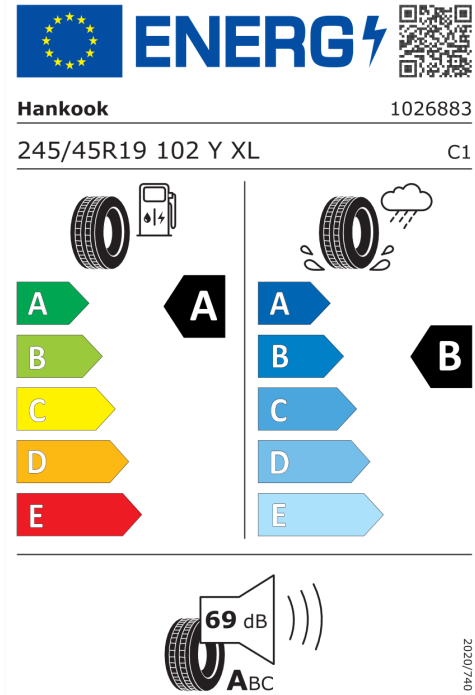 ENERG
Hankook 1026883
245/45R19 102 Y XL C1
A A A
B B B
C C
D D
E E
69 dB
ABC
2020/740